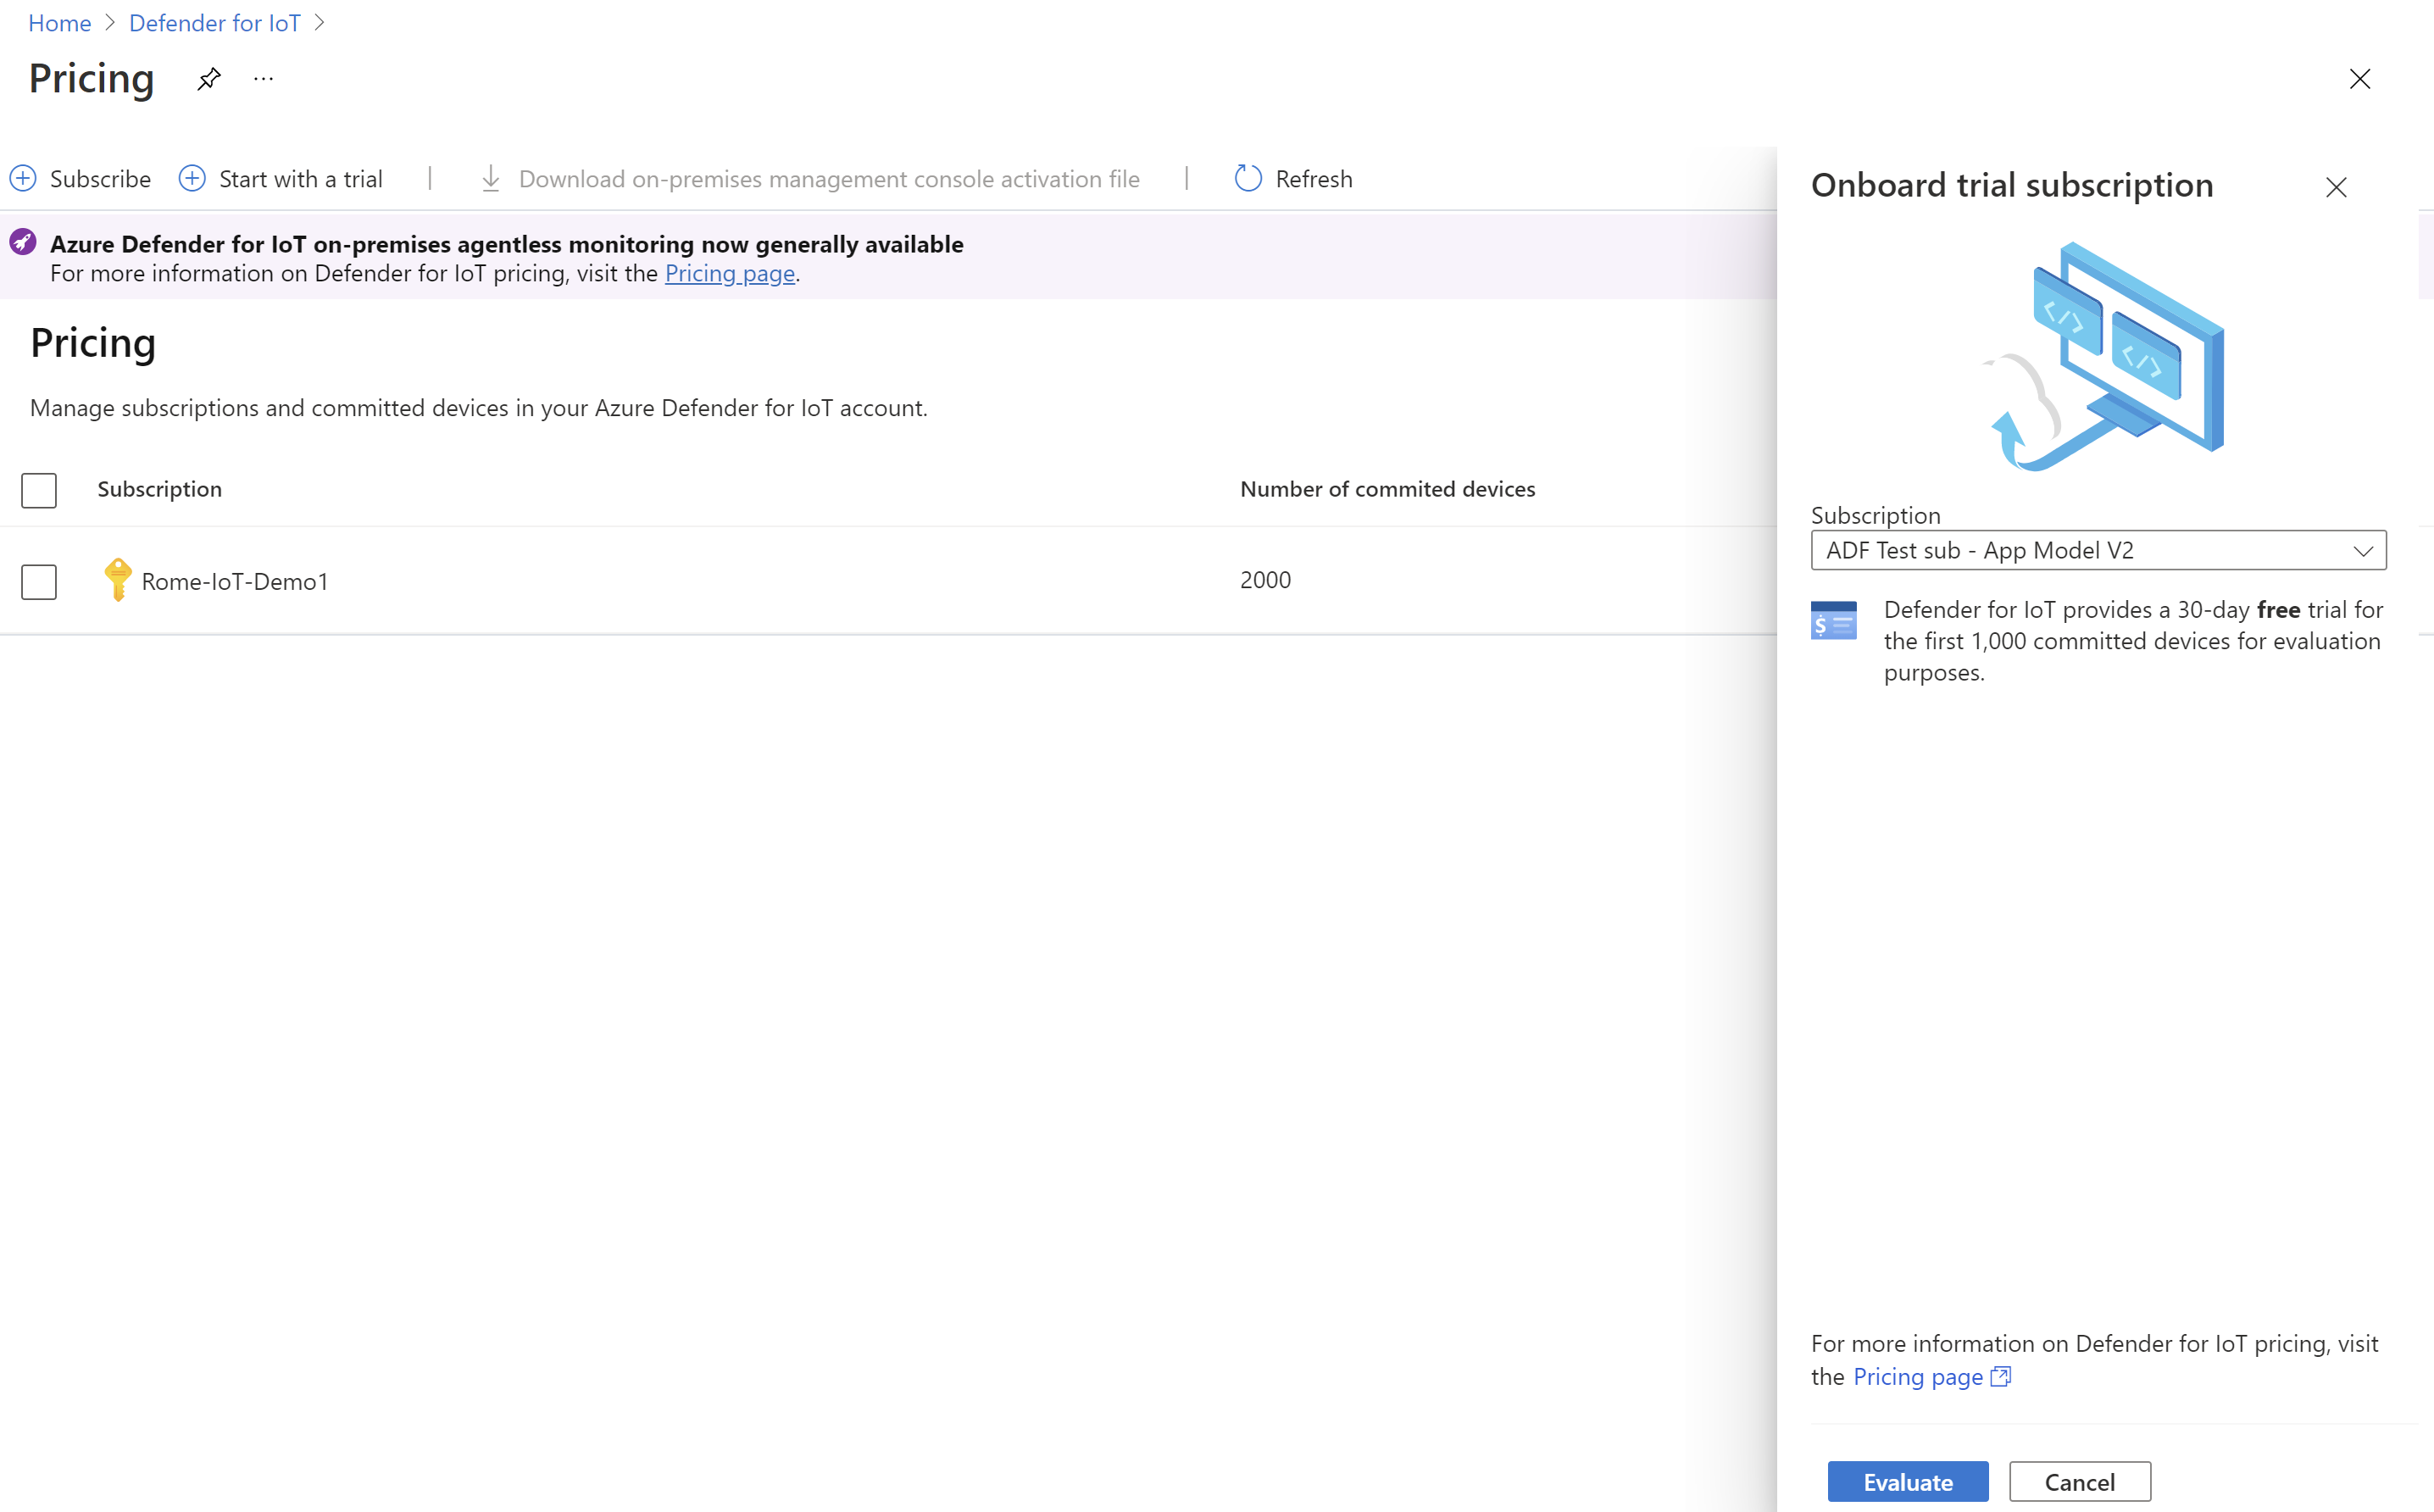 Home > Defender for IoT >
Pricing ...
Subscribe Start with a trial | Download on-premises management console activation file | Refresh
Azure Defender for IoT on-premises agentless monitoring now generally available
For more information on Defender for IoT pricing, visit the Pricing page.
Pricing
Manage subscriptions and committed devices in your Azure Defender for IoT account.
Subscription Number of commited devices
Rome-IoT-Demo1 2000
Onboard trial subscription
</> </>
Subscription
ADF Test sub - App Model V2
$
Defender for IoT provides a 30-day free trial for
the first 1,000 committed devices for evaluation
purposes.
For more information on Defender for IoT pricing, visit
the Pricing page
Evaluate Cancel